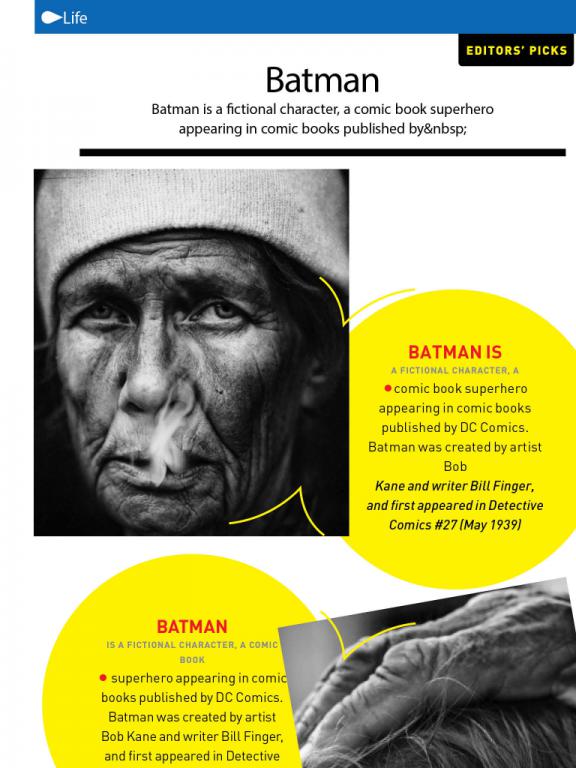 Life
EDITORS' PICKS
Batman
Batman is a fictional character, a comic book superhero
appearing in comic books published by&nbsp;
BATMAN IS
A FICTIONAL CHARACTER, A
comic book superhero
appearing in comic books
published by DC Comics.
Batman was created by artist
Bob
Kane and writer Bill Finger,
and first appeared in Detective
Comics #27 (May 1939)
BATMAN
IS A FICTIONAL CHARACTER, A COMIC
BOOK
superhero appearing in comic
books published by DC Comics.
Batman was created by artist
Bob Kane and writer Bill Finger,
and first appeared in Detective